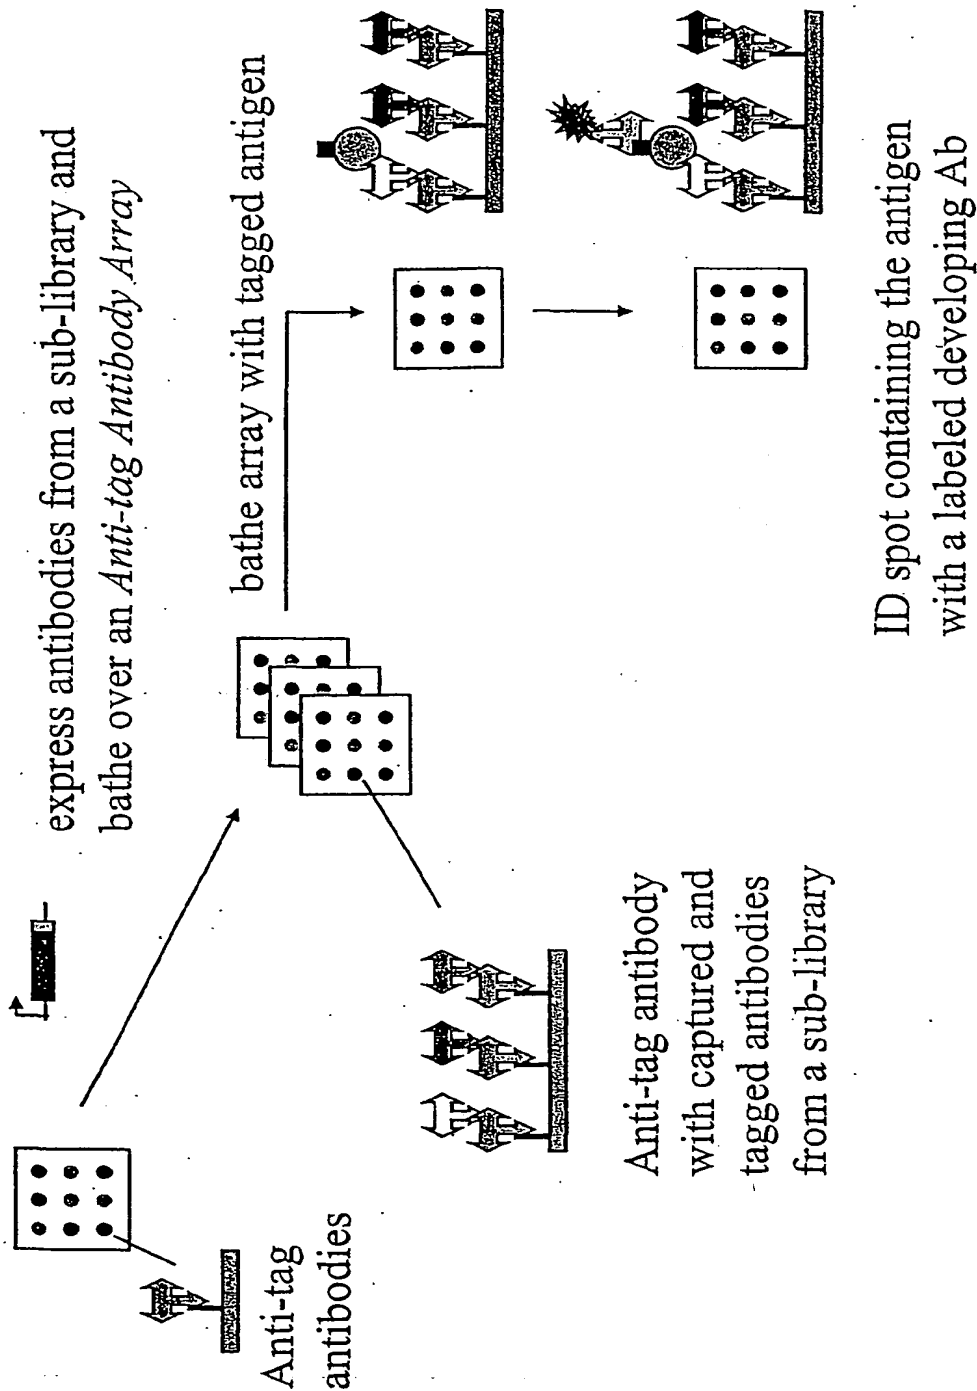 express antibodies from a sub-library and
bathe over an Anti-tag Antibody Array
Anti-tag
antibodies
bathe array with tagged antigen
Anti-tag antibody
with captured and
tagged antibodies
from a sub-library
ID spot containing the antigen
with a labeled developing Ab